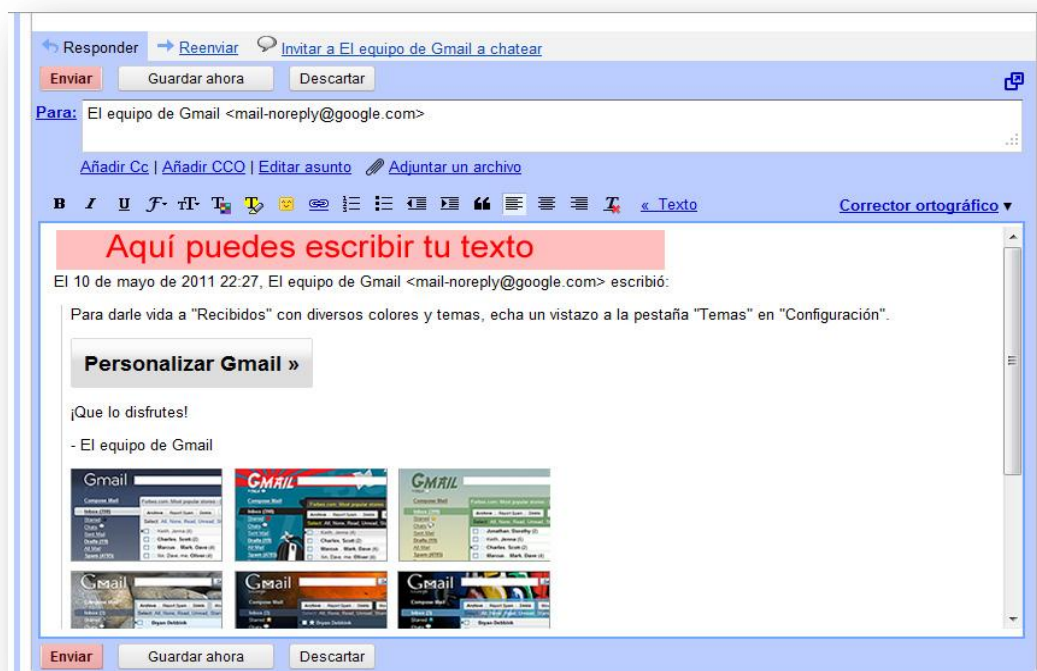 Responder Reenviar Invitar a El equipo de Gmail a chatear
Enviar Guardar ahora Descartar
Para: El equipo de Gmail <mail-noreply@google.com>
Añadir Cc | Añadir CCO | Editar asunto Adjuntar un archivo
B I U « Texto Corrector ortográfico ▼
Aquí puedes escribir tu texto
El 10 de mayo de 2011 22:27, El equipo de Gmail <mail-noreply@google.com> escribió:
Para darle vida a "Recibidos" con diversos colores y temas, echa un vistazo a la pestaña "Temas" en "Configuración".
Personalizar Gmail »
¡Que lo disfrutes!
- El equipo de Gmail
Gmail GMAIL GMAIL
Gmail Gmail Gmail
Enviar Guardar ahora Descartar